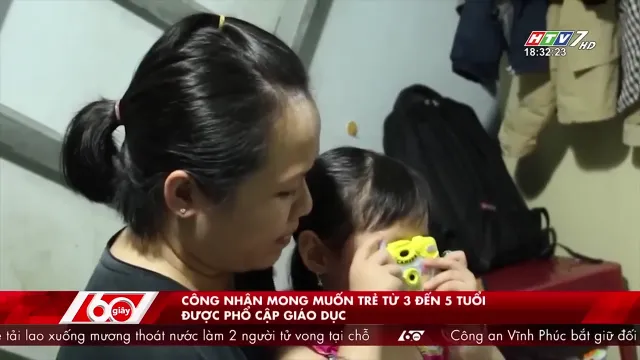 HTV7 HD
18:32:23
60 giây
CÔNG NHÂN MONG MUỐN TRẺ TỪ 3 ĐẾN 5 TUỔI
ĐƯỢC PHỔ CẬP GIÁO DỤC
tải lao xuống mương thoát nước làm 2 người tử vong tại chỗ
Công an Vĩnh Phúc bắt giữ